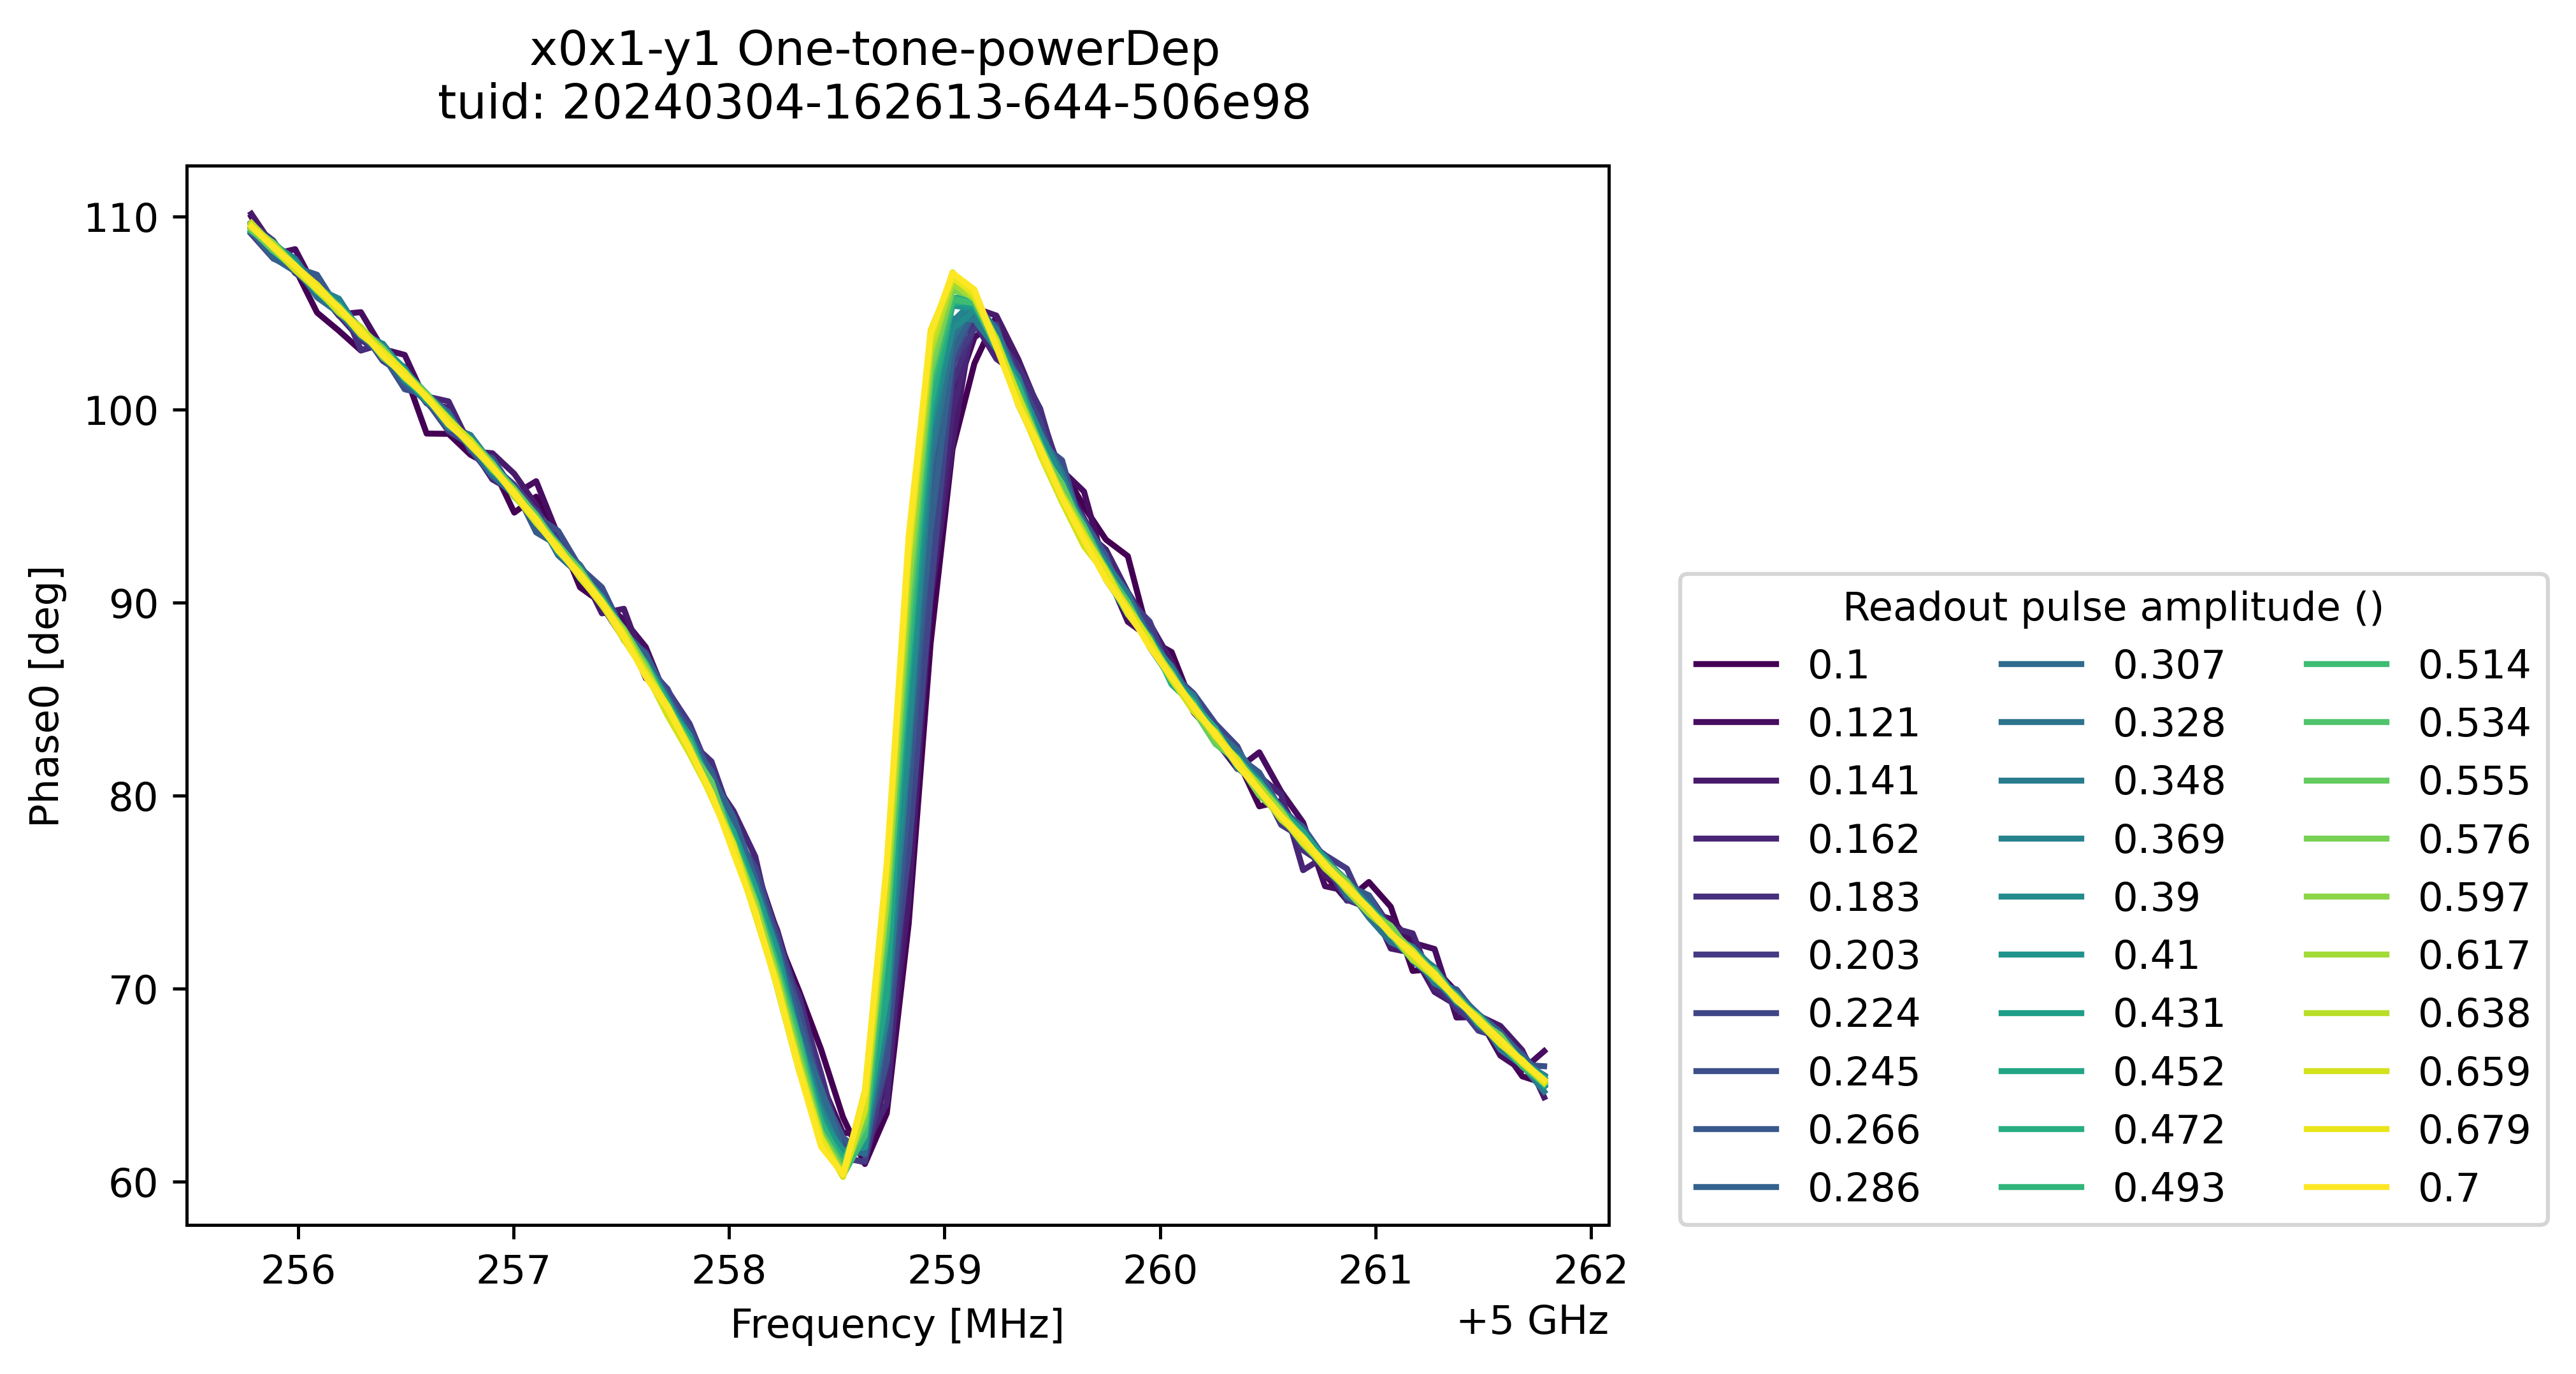 x0x1-y1 One-tone-powerDep
tuid: 20240304-162613-644-506e98
Phase0 [deg]
110
100
90
80
70
60
256 257 258 259 260 261 262
Frequency [MHz]
+5 GHz
Readout pulse amplitude ()
0.1 0.307 0.514
0.121 0.328 0.534
0.141 0.348 0.555
0.162 0.369 0.576
0.183 0.39 0.597
0.203 0.41 0.617
0.224 0.431 0.638
0.245 0.452 0.659
0.266 0.472 0.679
0.286 0.493 0.7